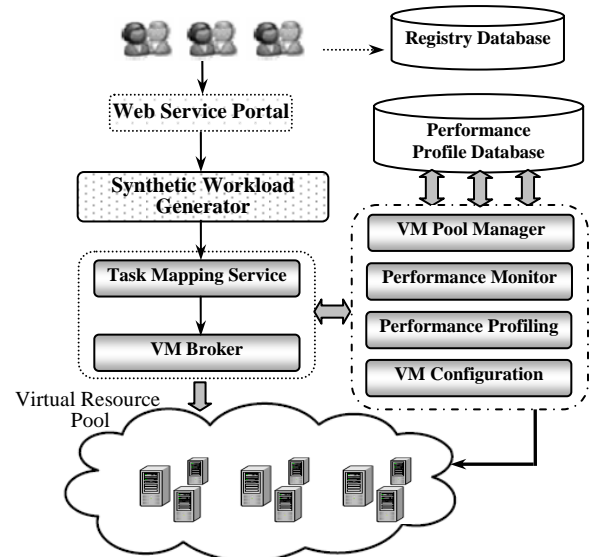 Registry Database
Web Service Portal
Performance
Profile Database
Synthetic Workload
Generator
VM Pool Manager
Task Mapping Service
Performance Monitor
Performance Profiling
VM Broker
VM Configuration
Virtual Resource
Pool